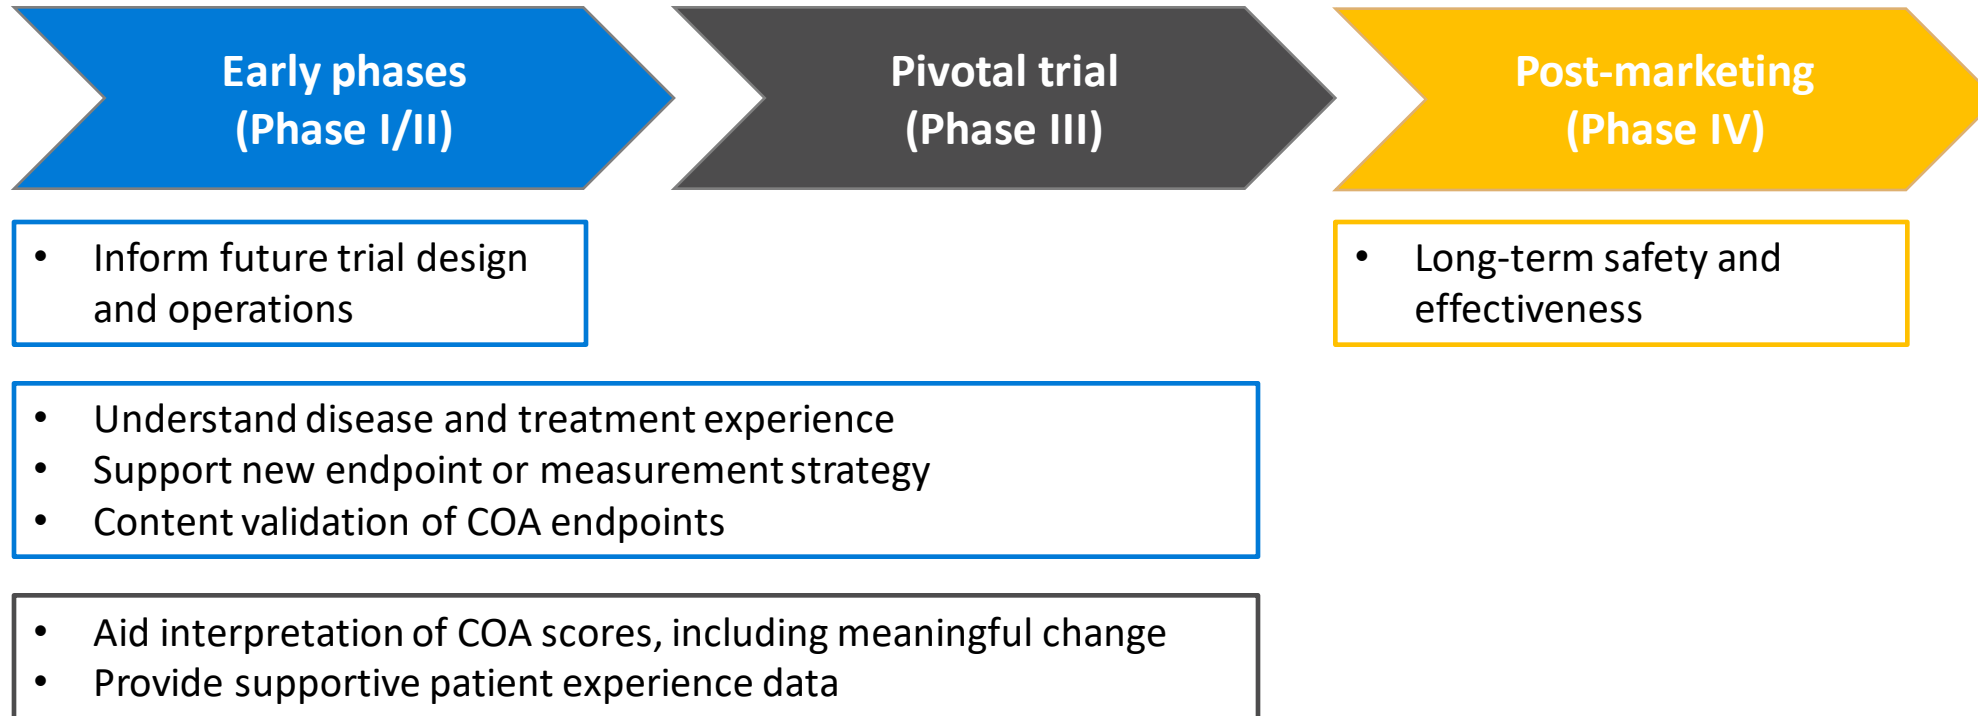 Early phases
(Phase I/II)
Pivotal trial
(Phase III)
Post-marketing
(Phase IV)
• Inform future trial design
and operations
• Long-term safety and
effectiveness
• Understand disease and treatment experience
• Support new endpoint or measurement strategy
• Content validation of COA endpoints
• Aid interpretation of COA scores, including meaningful change
• Provide supportive patient experience data